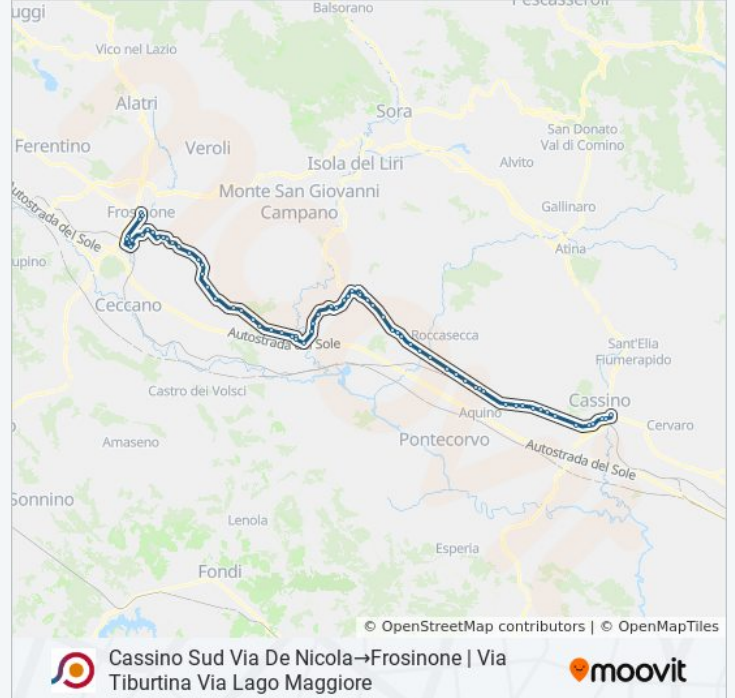 uggi
Balsorano
Pescasseroli
Vico nel Lazio
Alatri
Sora
San Donato
Val di Comino
Ferentino
Veroli
Isola del Liri
Alvito
Monte San Giovanni
Campano
Gallinaro
Frosinone
Autostrada del Sole
Atina
upino
Ceccano
Autostrada del Sole
Roccasecca
Sant'Elia
Fiumerapido
Castro dei Volsci
Cassino
Aquino
Cervaro
Amaseno
Pontecorvo
Autostrada del Sole
Sonnino
Lenola
Esperia
Fondi
© OpenStreetMap contributors | © OpenMapTiles
Cassino Sud Via De Nicola→Frosinone | Via
Tiburtina Via Lago Maggiore
moovit